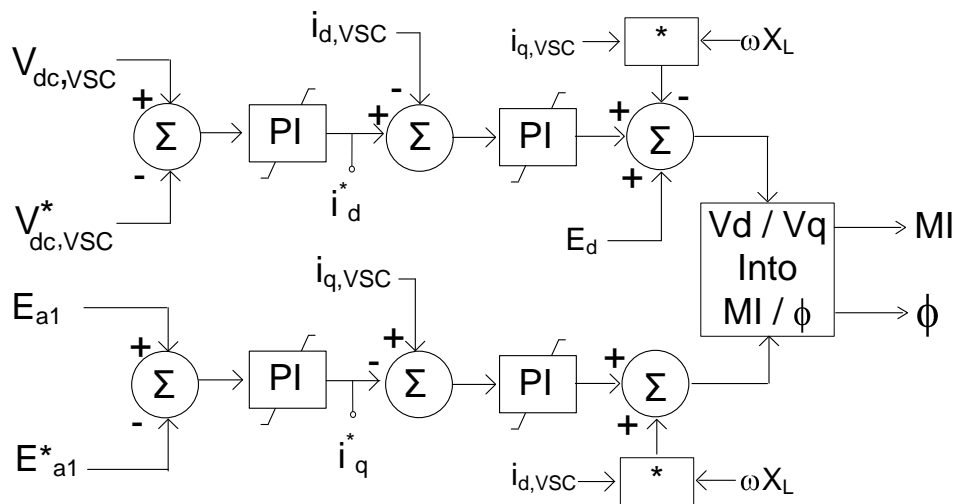 V_dc,VSC
+
Σ
-
V*_dc,VSC
PI
i*_d
i_d,VSC
-
+
Σ
PI
i_q,VSC
*
ωX_L
-
+
Σ
+
E_d
E_a1
+
Σ
-
E*_a1
PI
i*_q
i_q,VSC
+
-
Σ
PI
+
Σ
+
i_d,VSC
*
ωX_L
Vd / Vq
Into
MI / ϕ
MI
ϕ